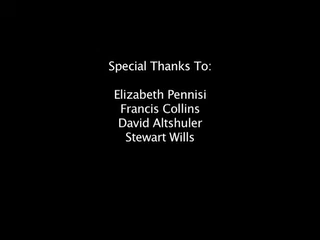 Special Thanks To:
Elizabeth Pennisi
Francis Collins
David Altshuler
Stewart Wills